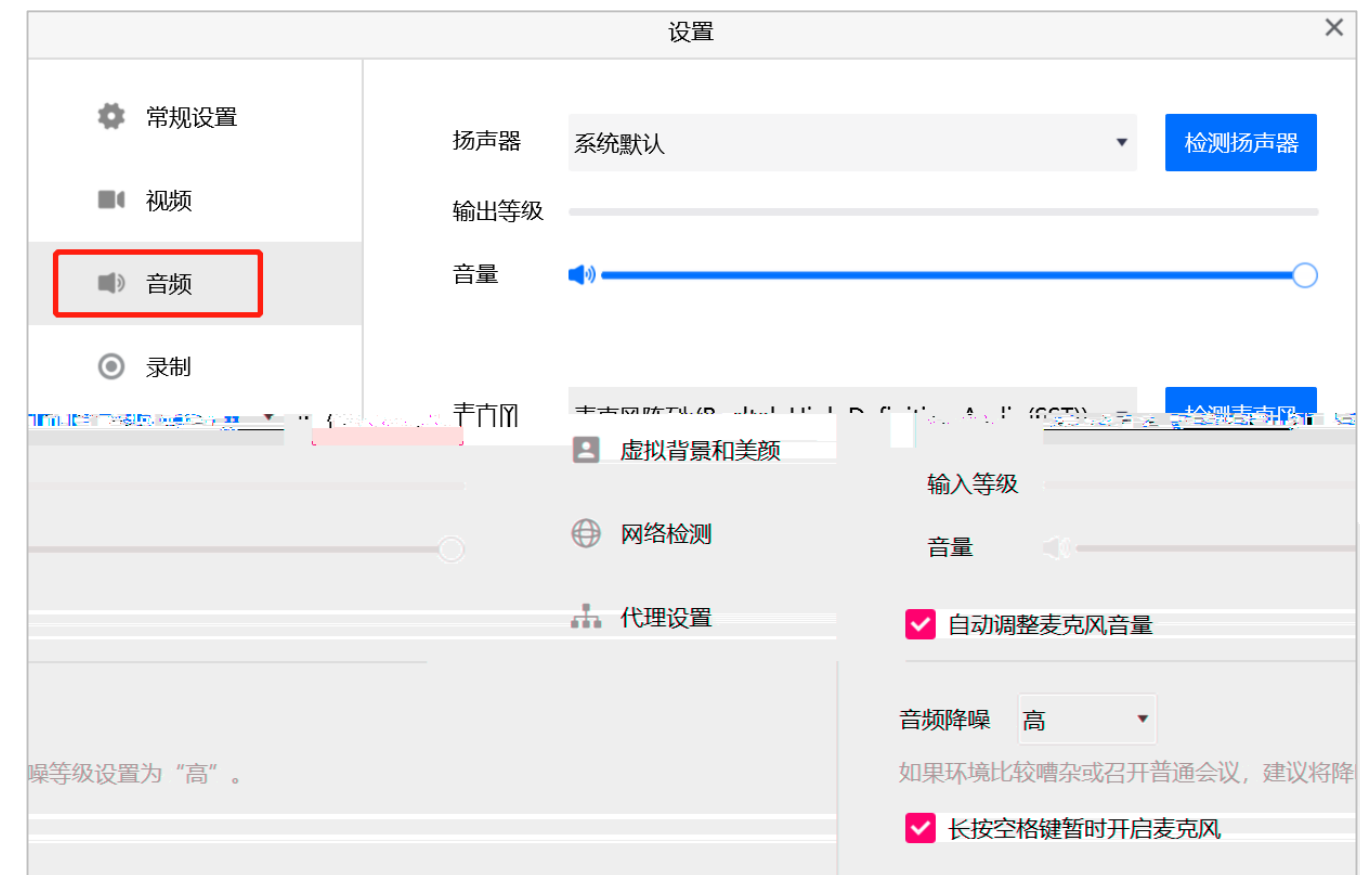 设置
常规设置
视频
音频
录制
扬声器
系统默认
检测扬声器
输出等级
音量
虚拟背景和美颜
网络检测
代理设置
输入等级
音量
自动调整麦克风音量
音频降噪
高
如果环境比较嘈杂或召开普通会议，建议将降
噪等级设置为“高”。
长按空格键暂时开启麦克风